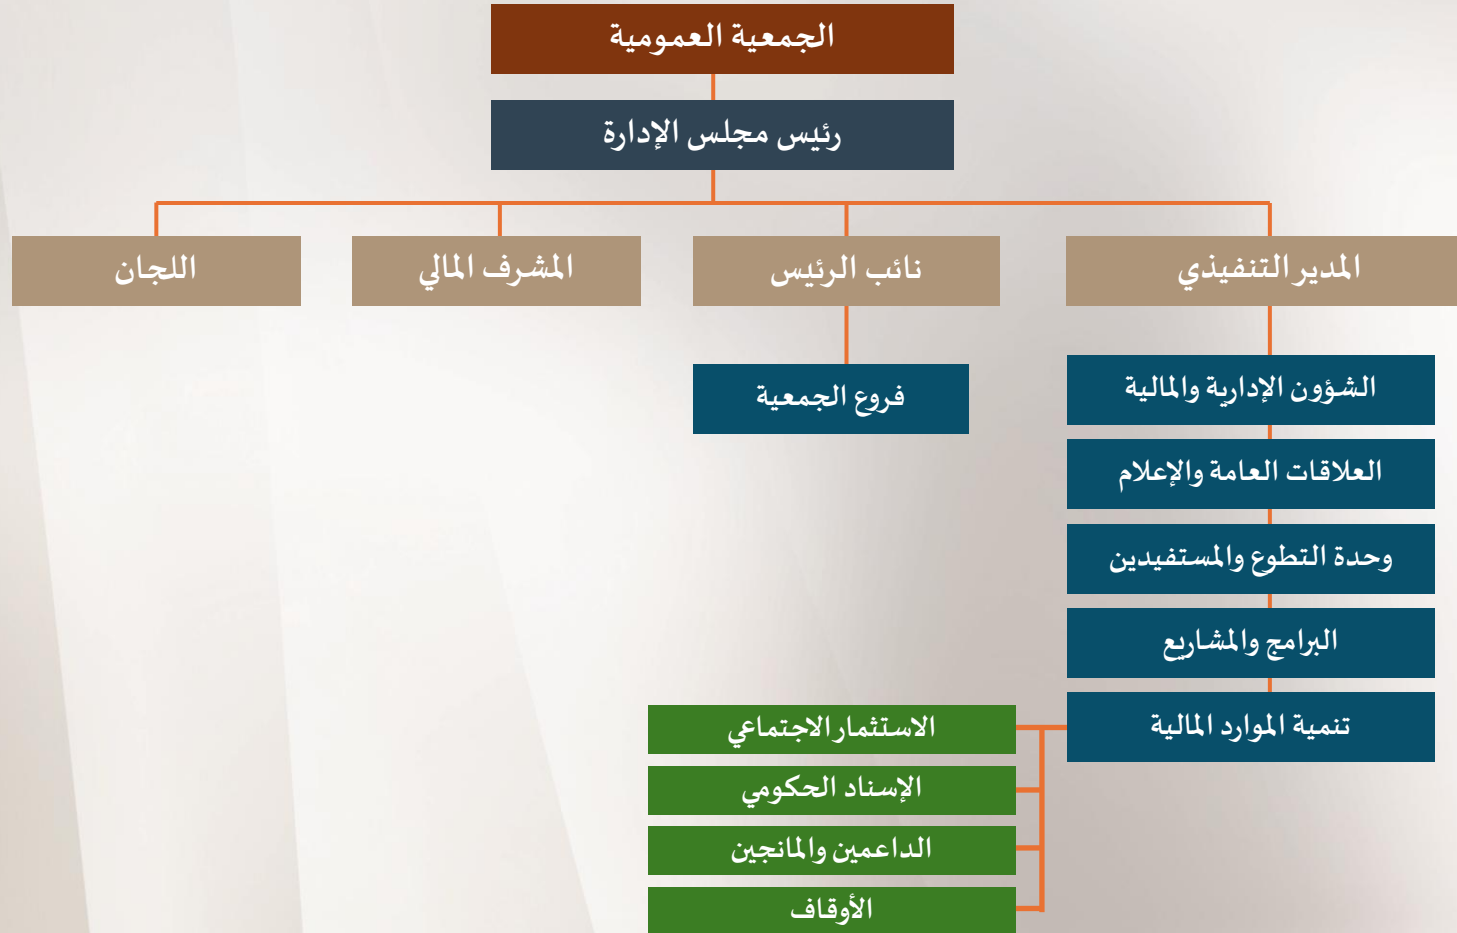 الجمعية العمومية
رئيس مجلس الإدارة
المدير التنفيذي
نائب الرئيس
المشرف المالي
اللجان
الشؤون الإدارية والمالية
العلاقات العامة والإعلام
وحدة التطوع والمستفيدين
البرامج والمشاريع
تنمية الموارد المالية
فروع الجمعية
الاستثمار الاجتماعي
الإسناد الحكومي
الداعمين والمانجين
الأوقاف